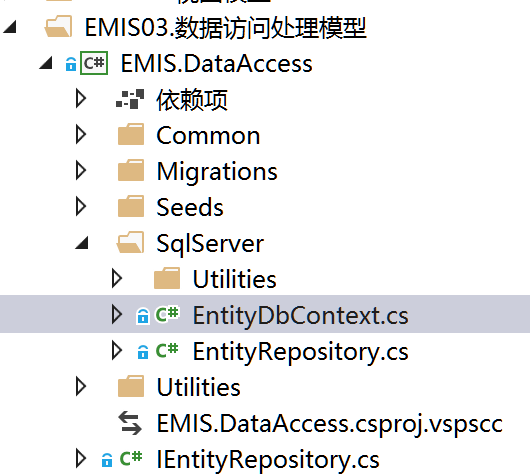 EMIS03.数据访问处理模型
C# EMIS.DataAccess
依赖项
Common
Migrations
Seeds
SqlServer
Utilities
C# EntityDbContext.cs
C# EntityRepository.cs
Utilities
EMIS.DataAccess.csproj.vspscc
C# IEntityRepository.cs